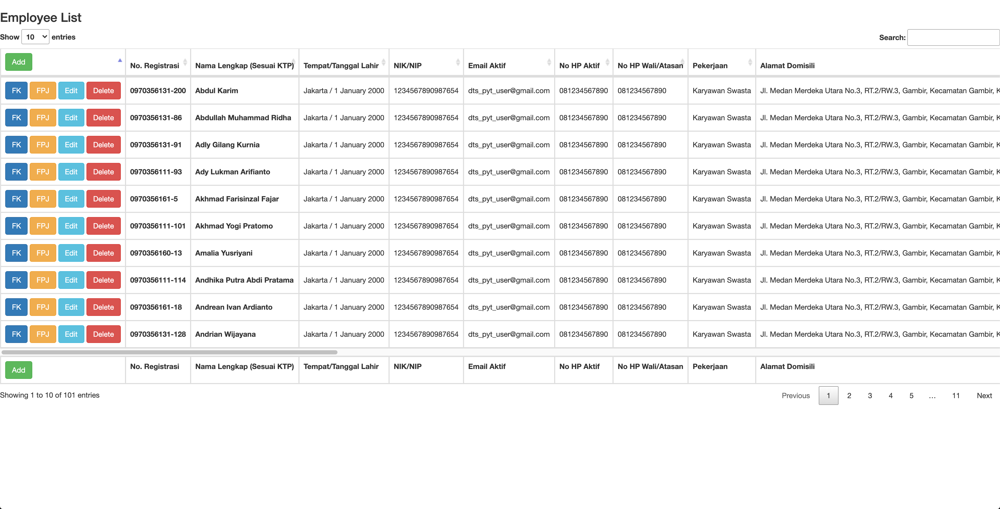 Employee List
Show 10 entries Search:
Add No. Registrasi Nama Lengkap (Sesuai KTP) Tempat/Tanggal Lahir NIK/NIP Email Aktif No HP Aktif No HP Wali/Atasan Pekerjaan Alamat Domisili
FK FPJ Edit Delete 0970356131-200 Abdul Karim Jakarta / 1 January 2000 1234567890987654 dts_pyt_user@gmail.com 081234567890 081234567890 Karyawan Swasta Jl. Medan Merdeka Utara No.3, RT.2/RW.3, Gambir, Kecamatan Gambir,
FK FPJ Edit Delete 0970356131-86 Abdullah Muhammad Ridha Jakarta / 1 January 2000 1234567890987654 dts_pyt_user@gmail.com 081234567890 081234567890 Karyawan Swasta Jl. Medan Merdeka Utara No.3, RT.2/RW.3, Gambir, Kecamatan Gambir,
FK FPJ Edit Delete 0970356131-91 Adly Gilang Kurnia Jakarta / 1 January 2000 1234567890987654 dts_pyt_user@gmail.com 081234567890 081234567890 Karyawan Swasta Jl. Medan Merdeka Utara No.3, RT.2/RW.3, Gambir, Kecamatan Gambir,
FK FPJ Edit Delete 0970356111-93 Ady Lukman Arifianto Jakarta / 1 January 2000 1234567890987654 dts_pyt_user@gmail.com 081234567890 081234567890 Karyawan Swasta Jl. Medan Merdeka Utara No.3, RT.2/RW.3, Gambir, Kecamatan Gambir,
FK FPJ Edit Delete 0970356161-5 Akhmad Farisinzal Fajar Jakarta / 1 January 2000 1234567890987654 dts_pyt_user@gmail.com 081234567890 081234567890 Karyawan Swasta Jl. Medan Merdeka Utara No.3, RT.2/RW.3, Gambir, Kecamatan Gambir,
FK FPJ Edit Delete 0970356111-101 Akhmad Yogi Pratomo Jakarta / 1 January 2000 1234567890987654 dts_pyt_user@gmail.com 081234567890 081234567890 Karyawan Swasta Jl. Medan Merdeka Utara No.3, RT.2/RW.3, Gambir, Kecamatan Gambir,
FK FPJ Edit Delete 0970356160-13 Amalia Yusriyani Jakarta / 1 January 2000 1234567890987654 dts_pyt_user@gmail.com 081234567890 081234567890 Karyawan Swasta Jl. Medan Merdeka Utara No.3, RT.2/RW.3, Gambir, Kecamatan Gambir,
FK FPJ Edit Delete 0970356111-114 Andhika Putra Abdi Pratama Jakarta / 1 January 2000 1234567890987654 dts_pyt_user@gmail.com 081234567890 081234567890 Karyawan Swasta Jl. Medan Merdeka Utara No.3, RT.2/RW.3, Gambir, Kecamatan Gambir,
FK FPJ Edit Delete 0970356161-18 Andrean Ivan Ardianto Jakarta / 1 January 2000 1234567890987654 dts_pyt_user@gmail.com 081234567890 081234567890 Karyawan Swasta Jl. Medan Merdeka Utara No.3, RT.2/RW.3, Gambir, Kecamatan Gambir,
FK FPJ Edit Delete 0970356131-128 Andrian Wijayana Jakarta / 1 January 2000 1234567890987654 dts_pyt_user@gmail.com 081234567890 081234567890 Karyawan Swasta Jl. Medan Merdeka Utara No.3, RT.2/RW.3, Gambir, Kecamatan Gambir,
Add No. Registrasi Nama Lengkap (Sesuai KTP) Tempat/Tanggal Lahir NIK/NIP Email Aktif No HP Aktif No HP Wali/Atasan Pekerjaan Alamat Domisili
Showing 1 to 10 of 101 entries Previous 1 2 3 4 5 … 11 Next